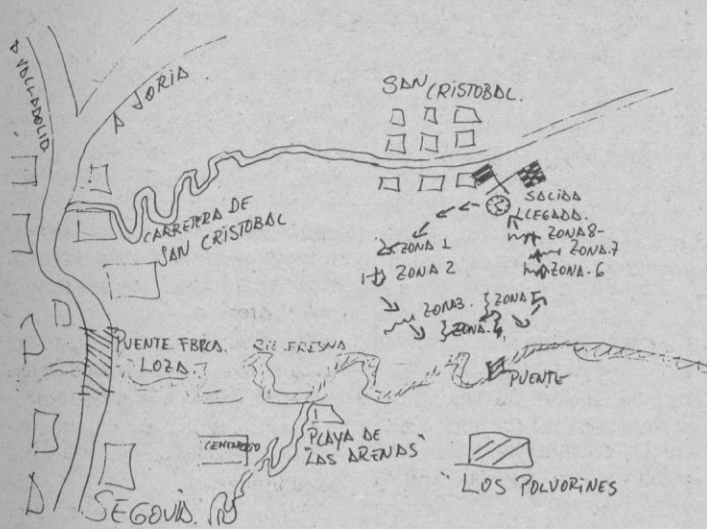 A VALLADOLID
A SORIA
SAN CRISTOBAL.
CARRETERA DE
SAN CRISTOBAL
SALIDA
LLEGADA.
ZONA 8-
ZONA.7
ZONA.6
ZONA 1
ZONA 2
ZONA3.
ZONA 5
ZONA.4
PUENTE FBRCA.
LOZA.
RIO ERESMA
PUENTE
CEMENTERIO
PLAYA DE
"LAS ARENAS"
LOS POLVORINES
SEGOVIA.